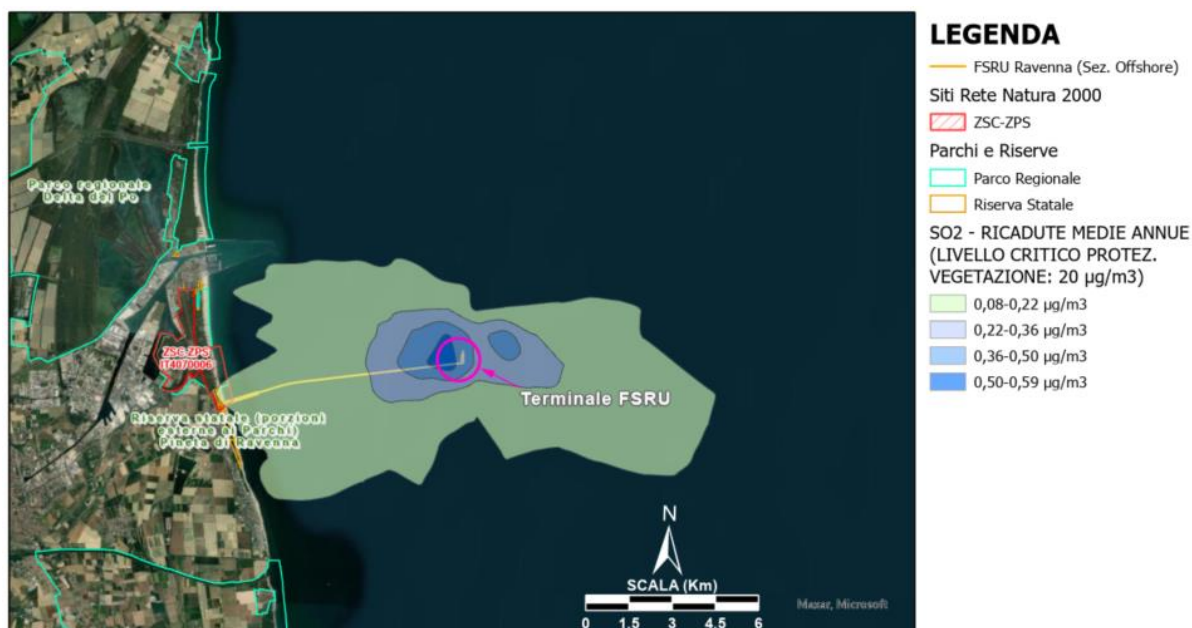 Parco regionale
Delta del Po
ZSC-ZPS
IT4070006
Riserva statale (porzioni
esterne ai Parchi)
Pineta di Ravenna
Terminale FSRU
N
SCALA (Km)
0 1,5 3 4,5 6
Maxar, Microsoft
LEGENDA
FSRU Ravenna (Sez. Offshore)
Siti Rete Natura 2000
ZSC-ZPS
Parchi e Riserve
Parco Regionale
Riserva Statale
SO2 - RICADUTE MEDIE ANNUE
(LIVELLO CRITICO PROTEZ.
VEGETAZIONE: 20 µg/m3)
0,08-0,22 µg/m3
0,22-0,36 µg/m3
0,36-0,50 µg/m3
0,50-0,59 µg/m3